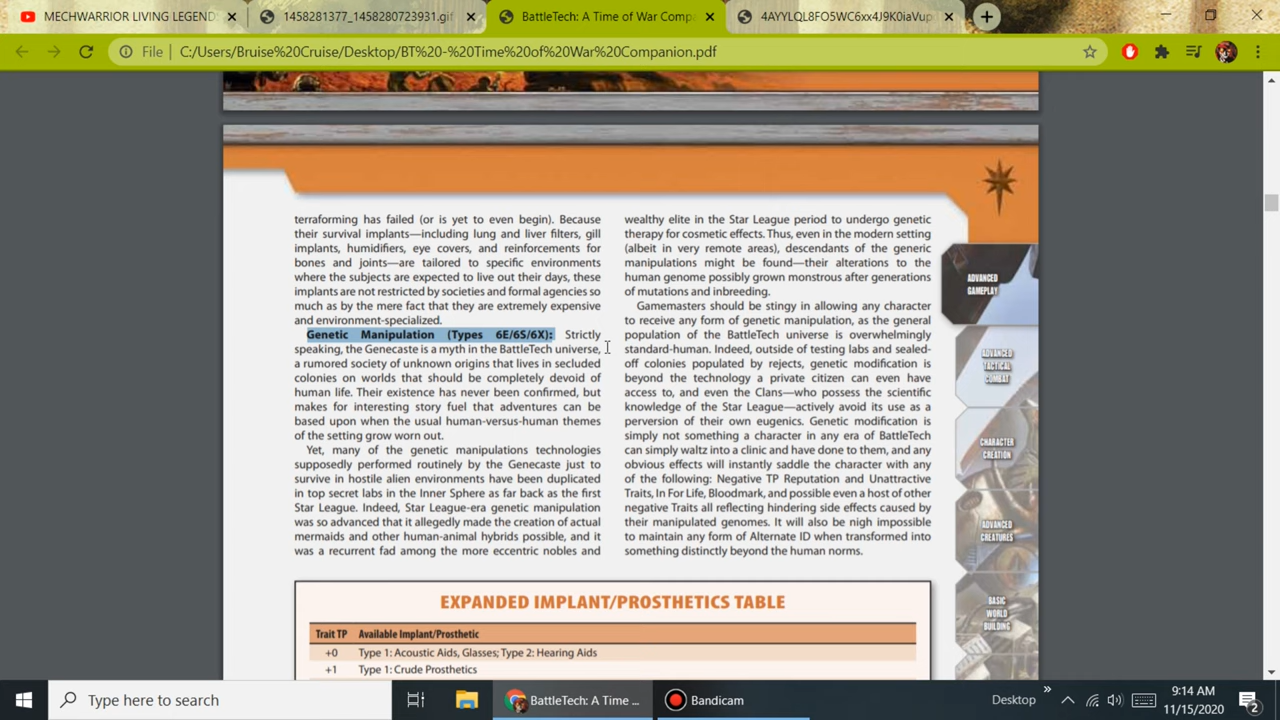 MECHWARRIOR LIVING LEGEND
1458281377_1458280723931.gif
BattleTech: A Time of War Compa
4AYYLQL8FO5WC6xx4J9K0iaVup
File
C:/Users/Bruise%20Cruise/Desktop/BT%20-%20Time%20of%20War%20Companion.pdf
terraforming has failed (or is yet to even begin). Because
their survival implants—including lung and liver filters, gill
implants, humidifiers, eye covers, and reinforcements for
bones and joints—are tailored to specific environments
where the subjects are expected to live out their days, these
implants are not restricted by societies and formal agencies so
much as by the mere fact that they are extremely expensive
and environment-specialized.
Genetic Manipulation (Types 6E/6S/6X): Strictly
speaking, the Genecaste is a myth in the BattleTech universe,
a rumored society of unknown origins that lives in secluded
colonies on worlds that should be completely devoid of
human life. Their existence has never been confirmed, but
makes for interesting story fuel that adventures can be
based upon when the usual human-versus-human themes
of the setting grow worn out.
Yet, many of the genetic manipulations technologies
supposedly performed routinely by the Genecaste just to
survive in hostile alien environments have been duplicated
in top secret labs in the Inner Sphere as far back as the first
Star League. Indeed, Star League-era genetic manipulation
was so advanced that it allegedly made the creation of actual
mermaids and other human-animal hybrids possible, and it
was a recurrent fad among the more eccentric nobles and
wealthy elite in the Star League period to undergo genetic
therapy for cosmetic effects. Thus, even in the modern setting
(albeit in very remote areas), descendants of the generic
manipulations might be found—their alterations to the
human genome possibly grown monstrous after generations
of mutations and inbreeding.
Gamemasters should be stingy in allowing any character
to receive any form of genetic manipulation, as the general
population of the BattleTech universe is overwhelmingly
standard-human. Indeed, outside of testing labs and sealed-
off colonies populated by rejects, genetic modification is
beyond the technology a private citizen can even have
access to, and even the Clans—who possess the scientific
knowledge of the Star League—actively avoid its use as a
perversion of their own eugenics. Genetic modification is
simply not something a character in any era of BattleTech
can simply waltz into a clinic and have done to them, and any
obvious effects will instantly saddle the character with any
of the following: Negative TP Reputation and Unattractive
Traits, In For Life, Bloodmark, and possible even a host of other
negative Traits all reflecting hindering side effects caused by
their manipulated genomes. It will also be nigh impossible
to maintain any form of Alternate ID when transformed into
something distinctly beyond the human norms.
ADVANCED
GAMEPLAY
ADVANCED
TACTICAL
COMBAT
CHARACTER
CREATION
ADVANCED
CREATURES
BASIC
WORLD
BUILDING
EXPANDED IMPLANT/PROSTHETICS TABLE
Trait TP Available Implant/Prosthetic
+0 Type 1: Acoustic Aids, Glasses; Type 2: Hearing Aids
+1 Type 1: Crude Prosthetics
Type here to search
BattleTech: A Time ...
Bandicam
Desktop
9:14 AM
11/15/2020
2